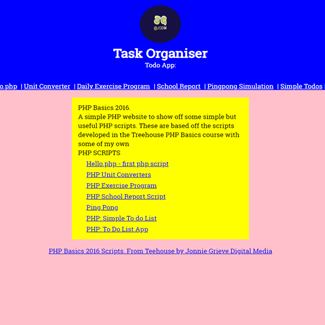 Task Organiser
Todo App:
lo php | Unit Converter | Daily Exercise Program | School Report | Pingpong Simulation | Simple Todos
PHP Basics 2016.
A simple PHP website to show off some simple but
useful PHP scripts. These are based off the scripts
developed in the Treehouse PHP Basics course with
some of my own
PHP SCRIPTS
Hello php - first php script
PHP Unit Converters
PHP Exercise Program
PHP School Report Script
Ping Pong
PHP: Simple To do List
PHP: To Do List App
PHP Basics 2016 Scripts. From Teehouse by Jonnie Grieve Digital Media